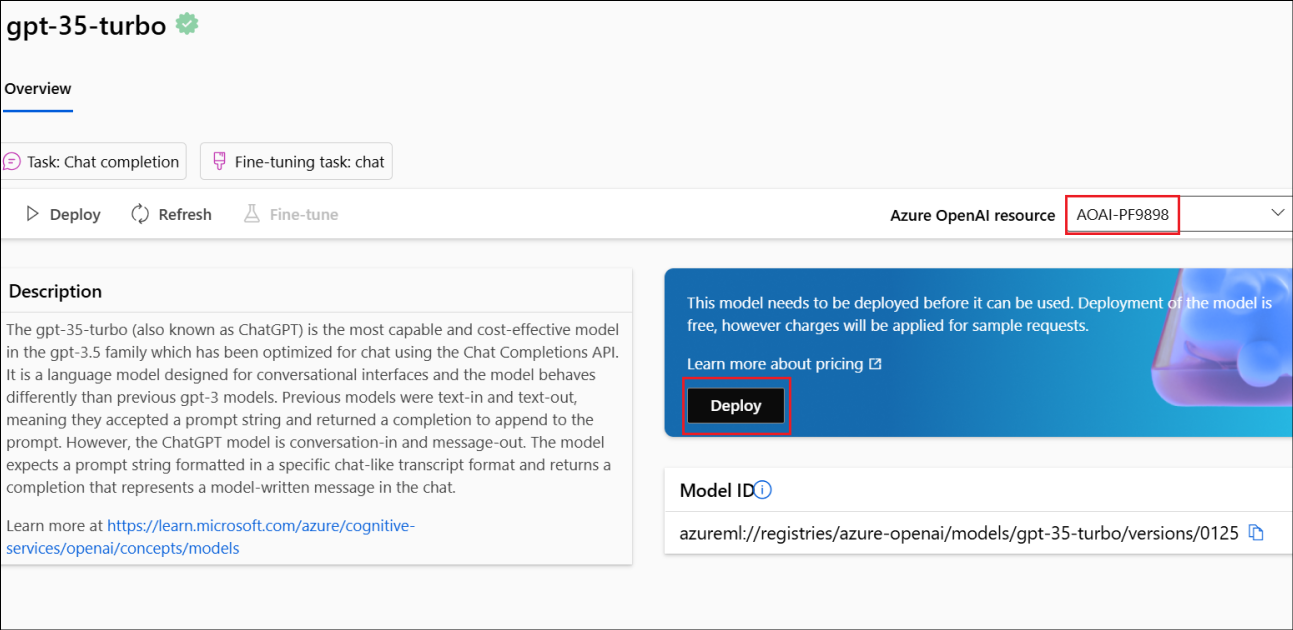 gpt-35-turbo
Overview
Task: Chat completion
Fine-tuning task: chat
Deploy
Refresh
Fine-tune
Azure OpenAI resource
AOAI-PF9898
Description
The gpt-35-turbo (also known as ChatGPT) is the most capable and cost-effective model
in the gpt-3.5 family which has been optimized for chat using the Chat Completions API.
It is a language model designed for conversational interfaces and the model behaves
differently than previous gpt-3 models. Previous models were text-in and text-out,
meaning they accepted a prompt string and returned a completion to append to the
prompt. However, the ChatGPT model is conversation-in and message-out. The model
expects a prompt string formatted in a specific chat-like transcript format and returns a
completion that represents a model-written message in the chat.
Learn more at https://learn.microsoft.com/azure/cognitive-
services/openai/concepts/models
This model needs to be deployed before it can be used. Deployment of the model is
free, however charges will be applied for sample requests.
Learn more about pricing
Deploy
Model ID
azureml://registries/azure-openai/models/gpt-35-turbo/versions/0125